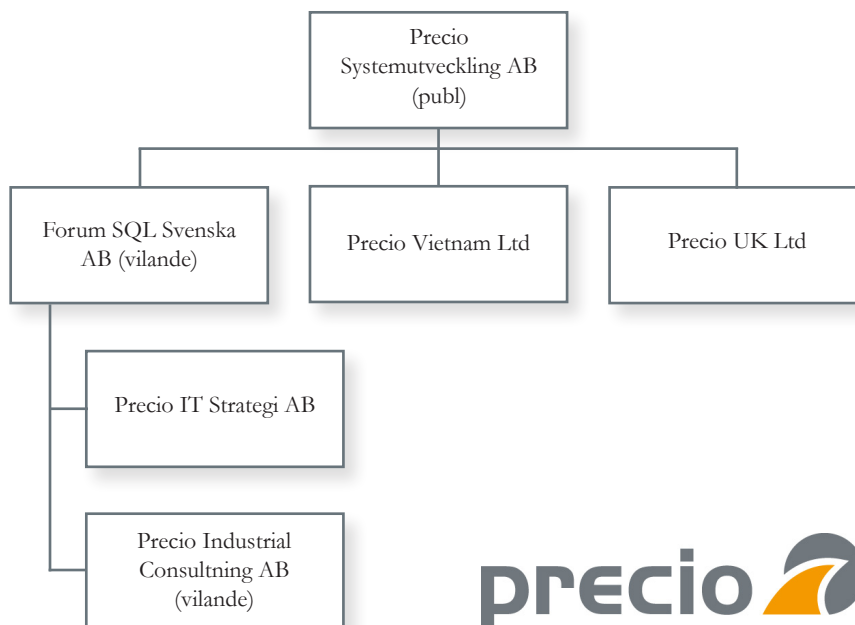 Precio
Systemutveckling AB
(publ)
Forum SQL Svenska
AB (vilande)
Precio Vietnam Ltd
Precio UK Ltd
Precio IT Strategi AB
Precio Industrial
Consultning AB
(vilande)
precio